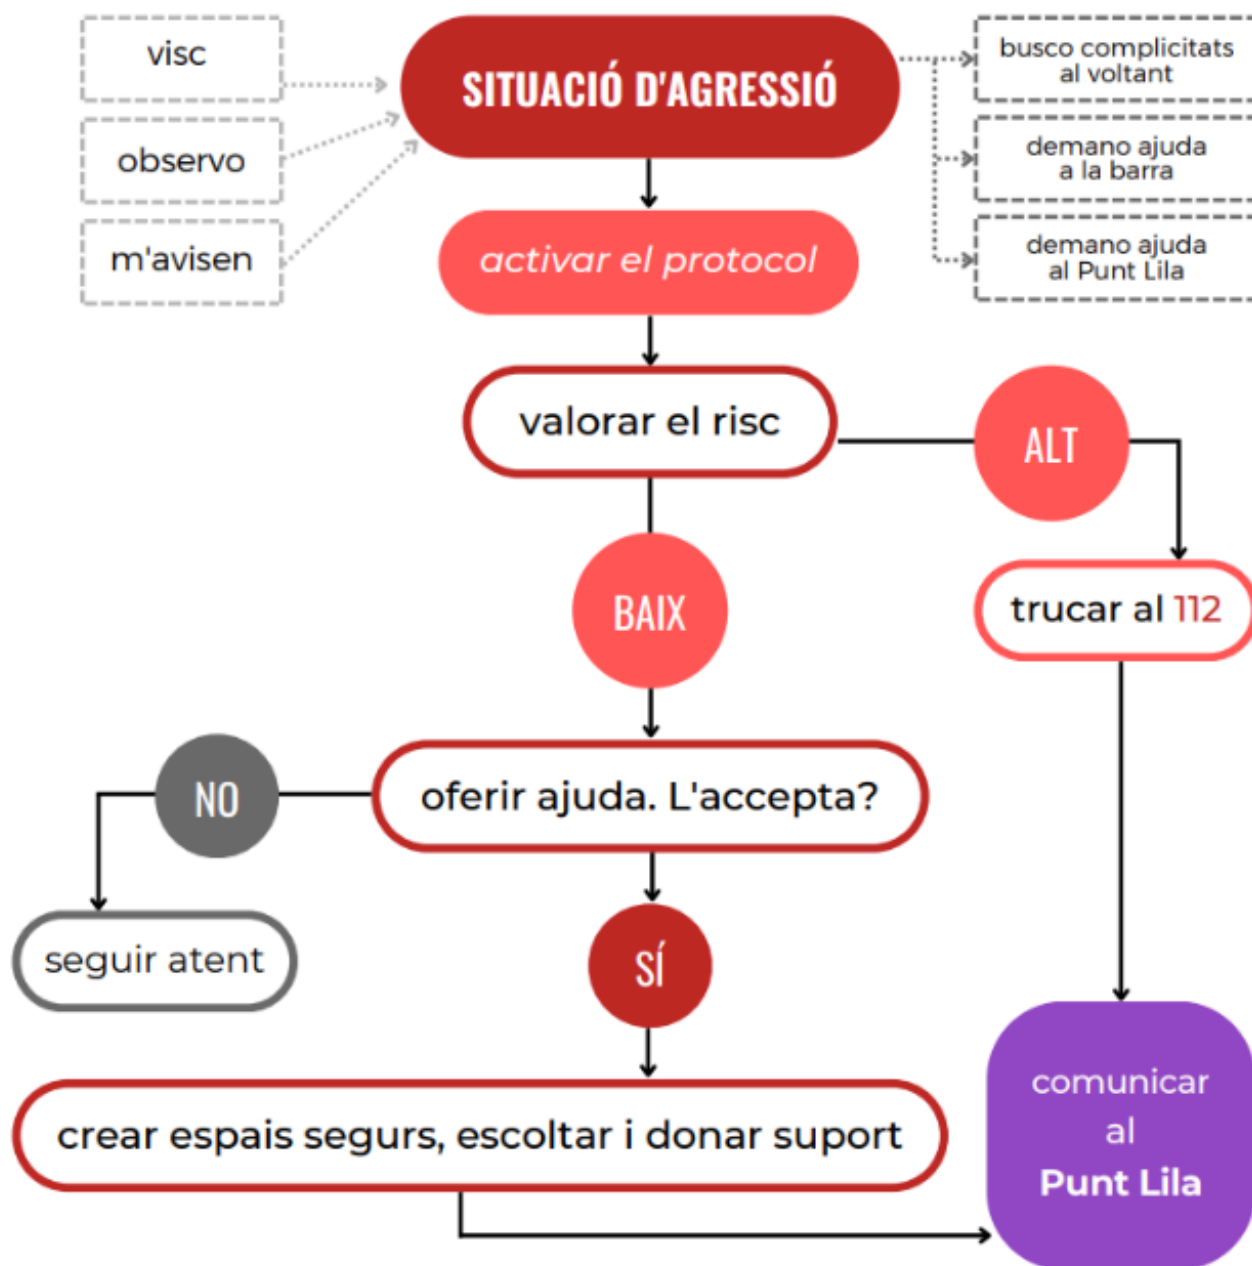 visc
observo
m'avisen
SITUACIÓ D'AGRESSIÓ
busco complicitats
al voltant
demano ajuda
a la barra
demano ajuda
al Punt Lila
activar el protocol
valorar el risc
ALT
BAIX
trucar al 112
oferir ajuda. L'accepta?
NO
seguir atent
SÍ
crear espais segurs, escoltar i donar suport
comunicar
al
Punt Lila